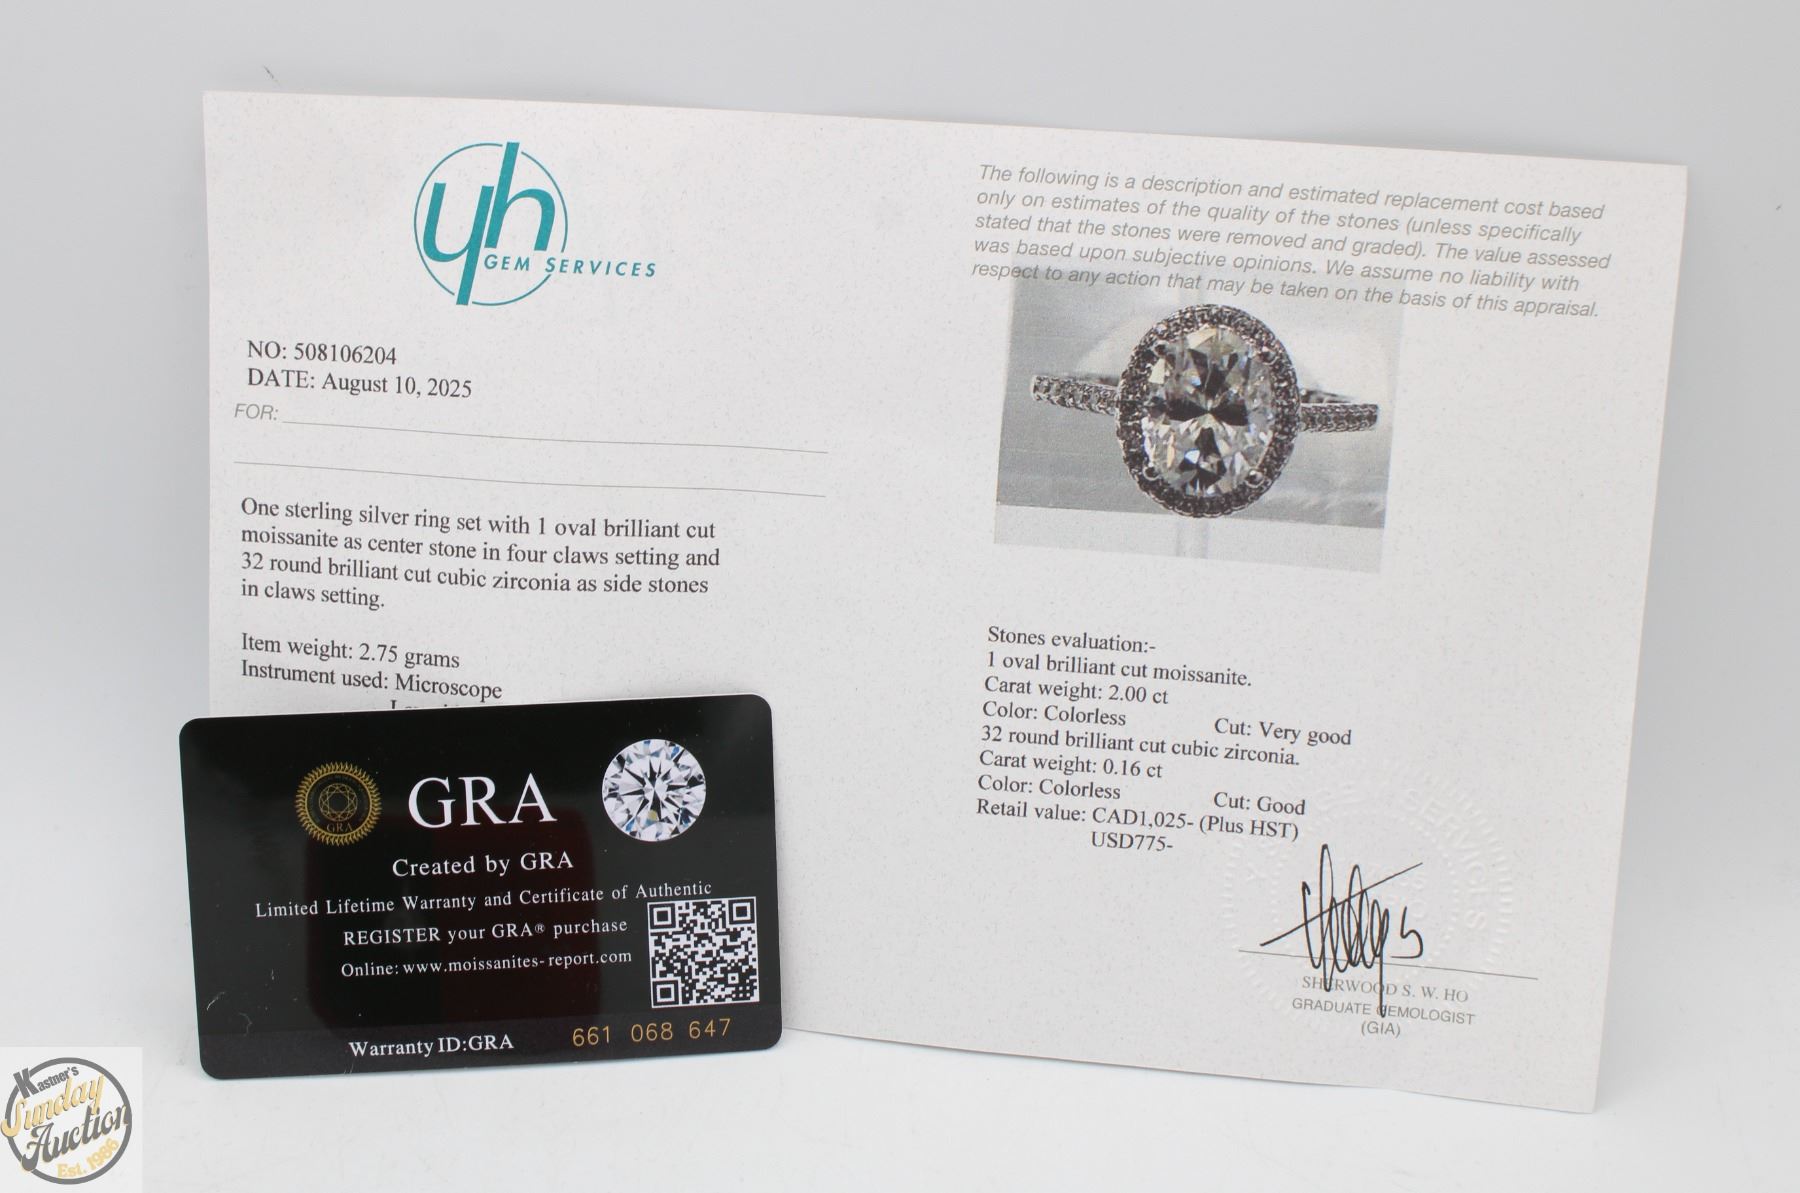 yh
GEM SERVICES
NO: 508106204
DATE: August 10, 2025
FOR:
One sterling silver ring set with 1 oval brilliant cut
moissanite as center stone in four claws setting and
32 round brilliant cut cubic zirconia as side stones
in claws setting.
Item weight: 2.75 grams
Instrument used: Microscope
The following is a description and estimated replacement cost based
only on estimates of the quality of the stones (unless specifically
stated that the stones were removed and graded). The value assessed
was based upon subjective opinions. We assume no liability with
respect to any action that may be taken on the basis of this appraisal.
Stones evaluation:-
1 oval brilliant cut moissanite.
Carat weight: 2.00 ct
Color: Colorless Cut: Very good
32 round brilliant cut cubic zirconia.
Carat weight: 0.16 ct
Color: Colorless Cut: Good
Retail value: CAD1,025- (Plus HST)
USD775-
SERVICES
SHERWOOD S. W. HO
GRADUATE GEMOLOGIST
(GIA)
GRA
GRA
Created by GRA
Limited Lifetime Warranty and Certificate of Authentic
REGISTER your GRA® purchase
Online: www.moissanites-report.com
Warranty ID:GRA 661 068 647
Kastner's
Sunday
Auction
Est. 1986